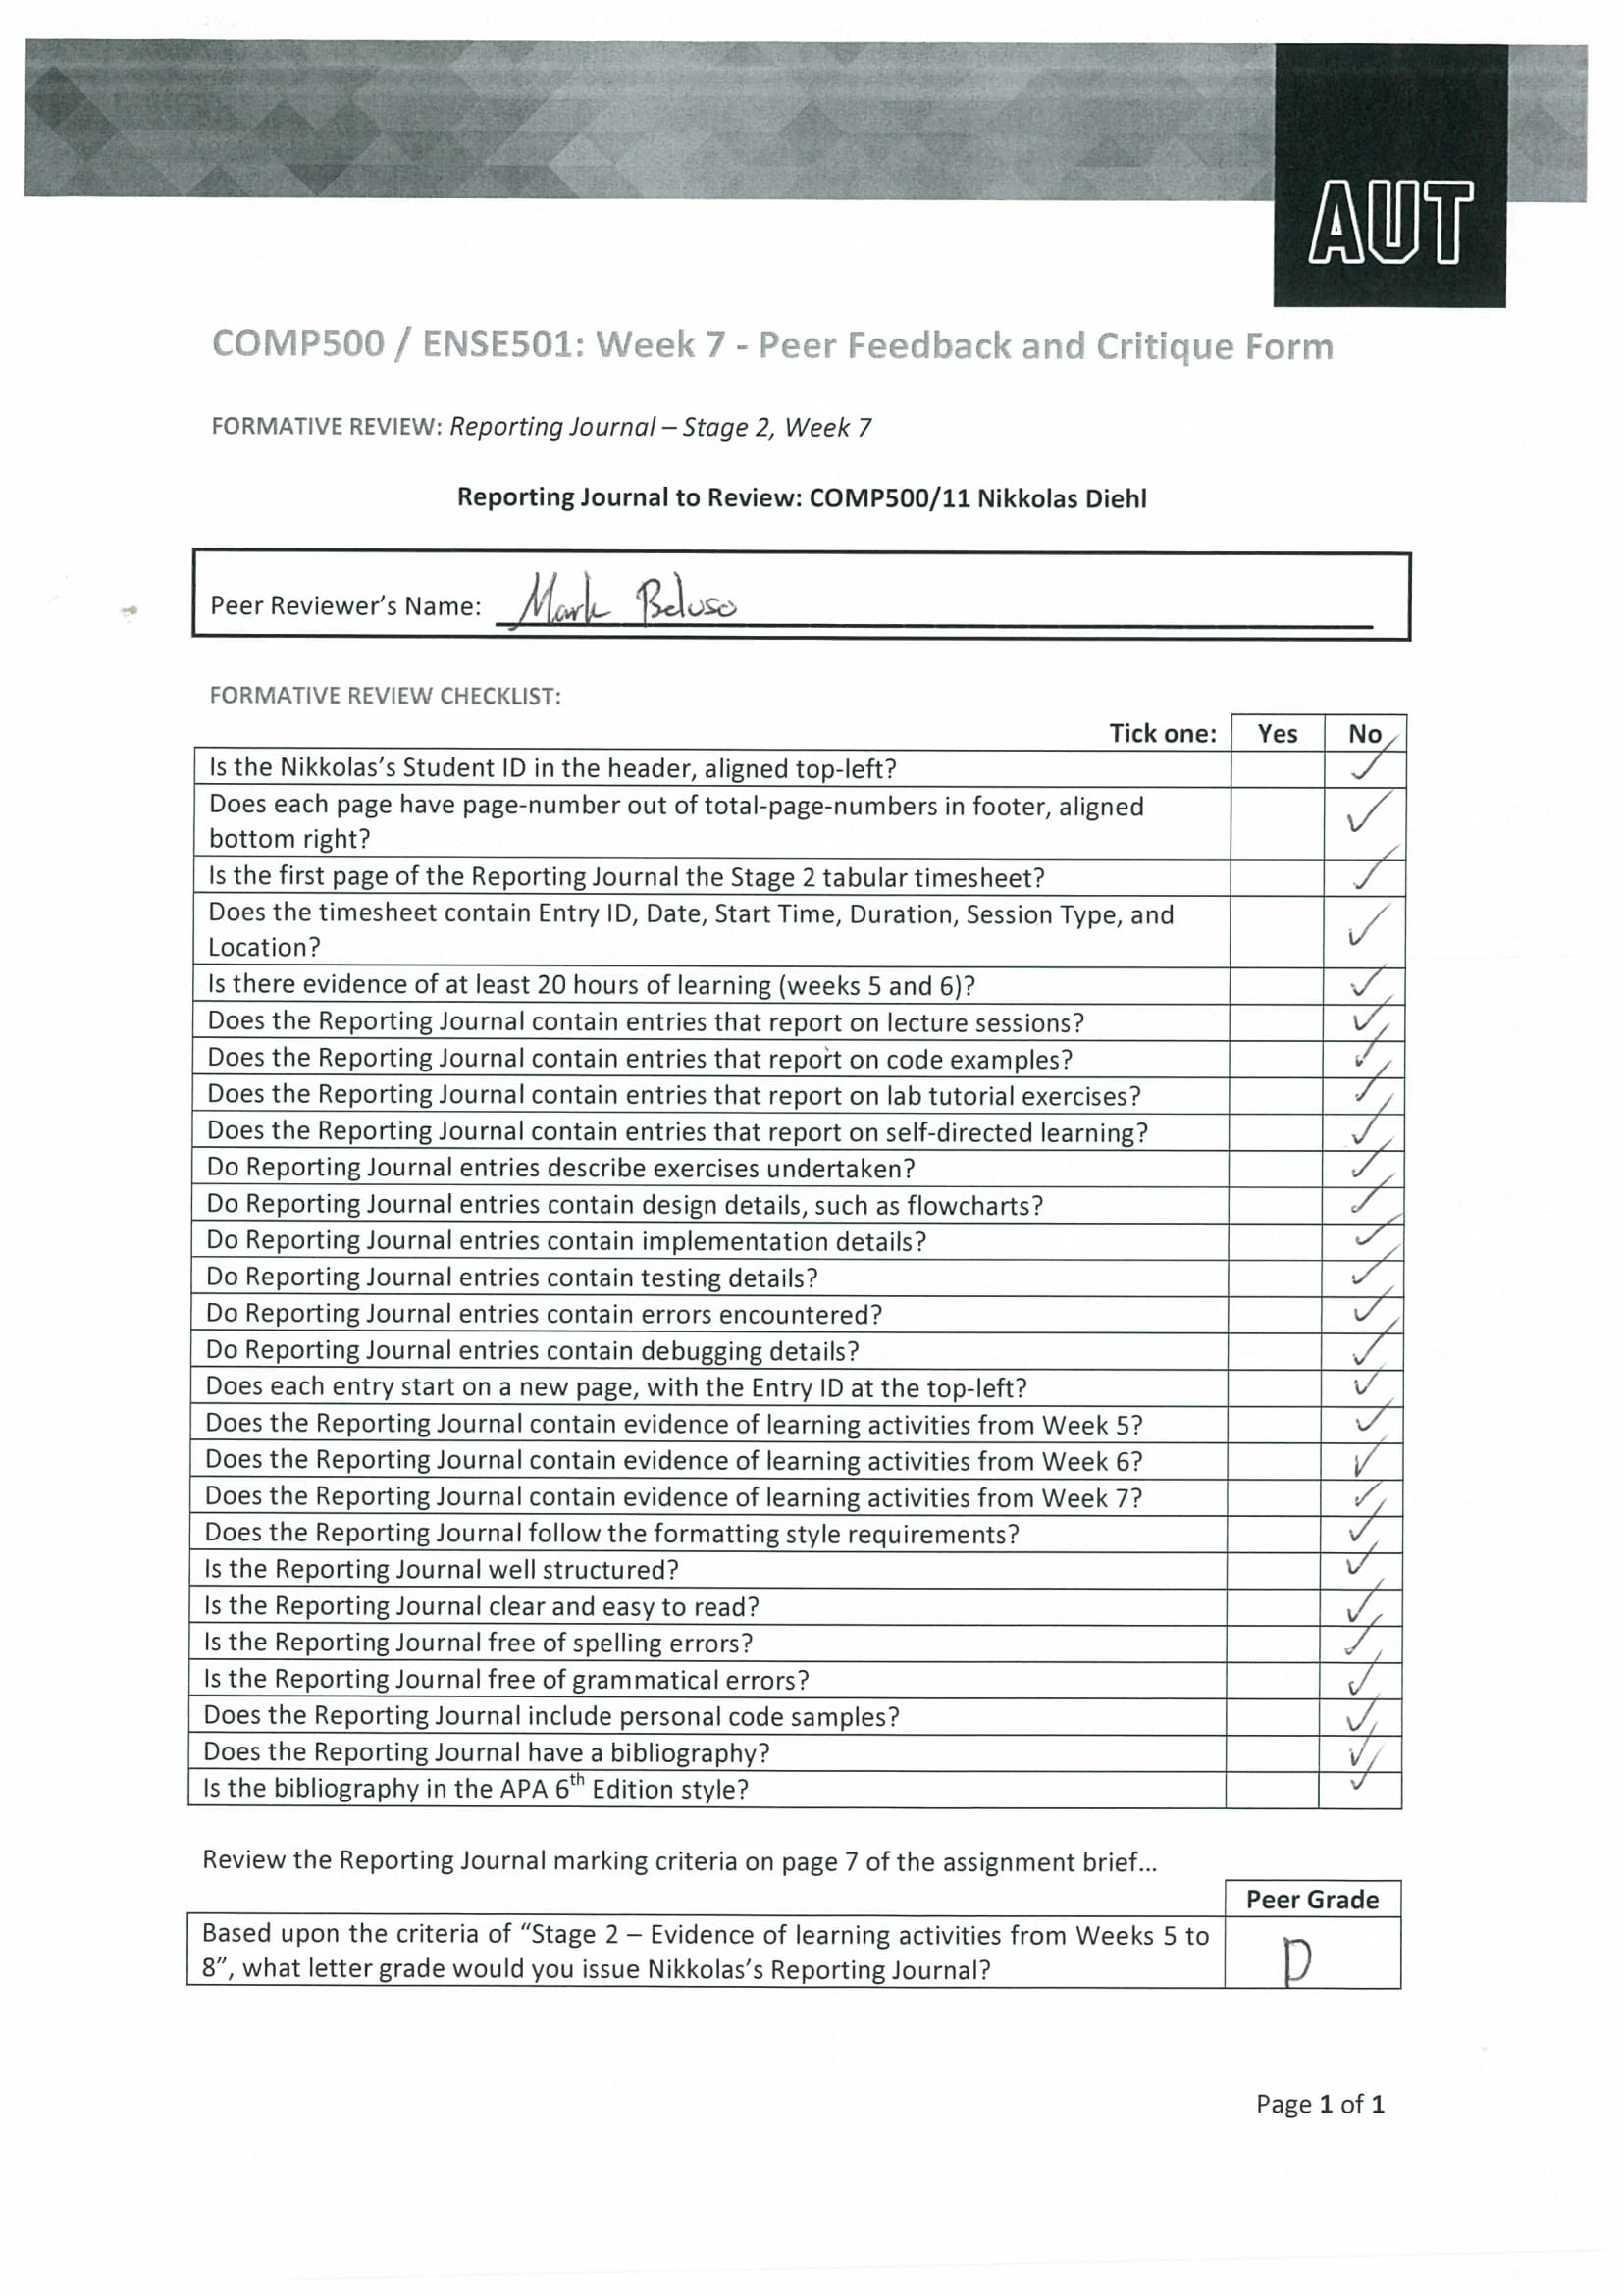 AUT
COMP500 / ENSE501: Week 7 - Peer Feedback and Critique Form
FORMATIVE REVIEW: Reporting Journal – Stage 2, Week 7
Reporting Journal to Review: COMP500/11 Nikkolas Diehl
Peer Reviewer's Name: Mark Beluso
FORMATIVE REVIEW CHECKLIST:
Tick one: Yes No
Is the Nikkolas's Student ID in the header, aligned top-left? ✓
Does each page have page-number out of total-page-numbers in footer, aligned
bottom right? ✓
Is the first page of the Reporting Journal the Stage 2 tabular timesheet? ✓
Does the timesheet contain Entry ID, Date, Start Time, Duration, Session Type, and
Location? ✓
Is there evidence of at least 20 hours of learning (weeks 5 and 6)? ✓
Does the Reporting Journal contain entries that report on lecture sessions? ✓
Does the Reporting Journal contain entries that report on code examples? ✓
Does the Reporting Journal contain entries that report on lab tutorial exercises? ✓
Does the Reporting Journal contain entries that report on self-directed learning? ✓
Do Reporting Journal entries describe exercises undertaken? ✓
Do Reporting Journal entries contain design details, such as flowcharts? ✓
Do Reporting Journal entries contain implementation details? ✓
Do Reporting Journal entries contain testing details? ✓
Do Reporting Journal entries contain errors encountered? ✓
Do Reporting Journal entries contain debugging details? ✓
Does each entry start on a new page, with the Entry ID at the top-left? ✓
Does the Reporting Journal contain evidence of learning activities from Week 5? ✓
Does the Reporting Journal contain evidence of learning activities from Week 6? ✓
Does the Reporting Journal contain evidence of learning activities from Week 7? ✓
Does the Reporting Journal follow the formatting style requirements? ✓
Is the Reporting Journal well structured? ✓
Is the Reporting Journal clear and easy to read? ✓
Is the Reporting Journal free of spelling errors? ✓
Is the Reporting Journal free of grammatical errors? ✓
Does the Reporting Journal include personal code samples? ✓
Does the Reporting Journal have a bibliography? ✓
Is the bibliography in the APA 6th Edition style? ✓
Review the Reporting Journal marking criteria on page 7 of the assignment brief...
Peer Grade
Based upon the criteria of "Stage 2 – Evidence of learning activities from Weeks 5 to
8", what letter grade would you issue Nikkolas's Reporting Journal? D
Page 1 of 1